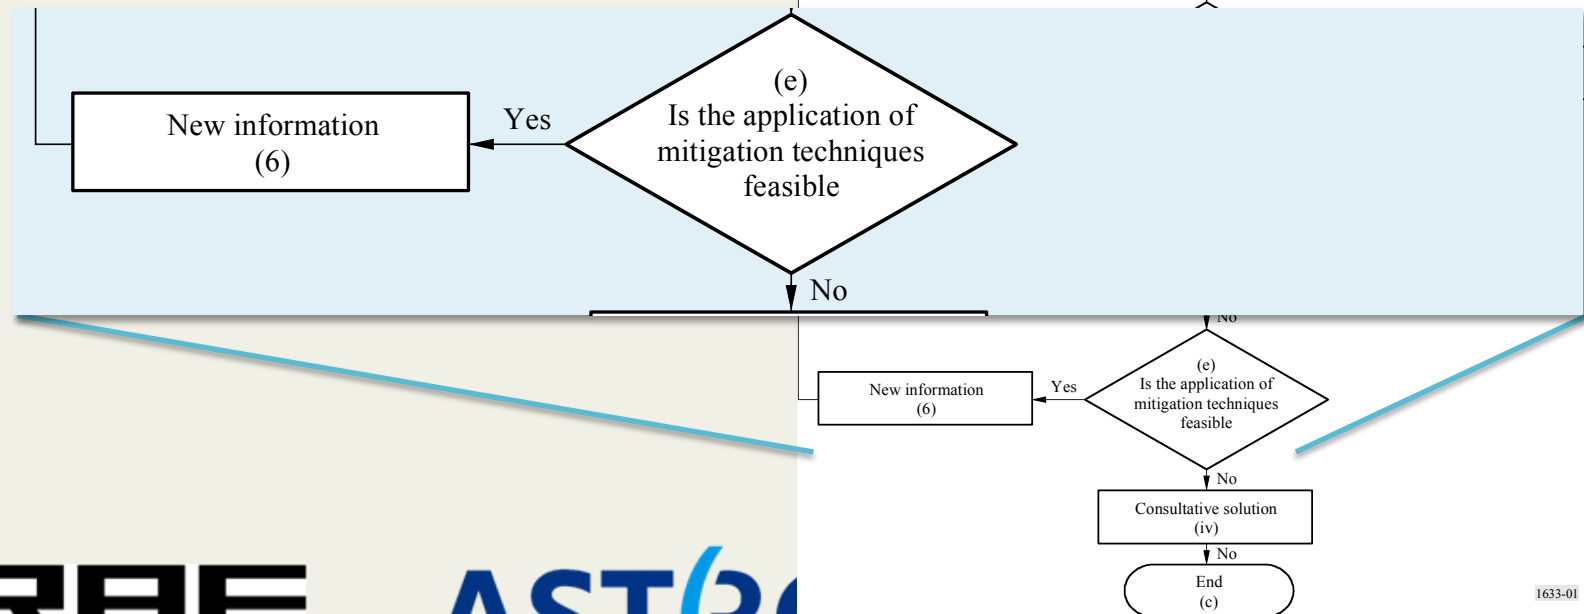 (e)
Is the application of
mitigation techniques
feasible
Yes
New information
(6)
No
No
(e)
Is the application of
mitigation techniques
feasible
Yes
New information
(6)
No
Consultative solution
(iv)
No
End
(c)
1633-01